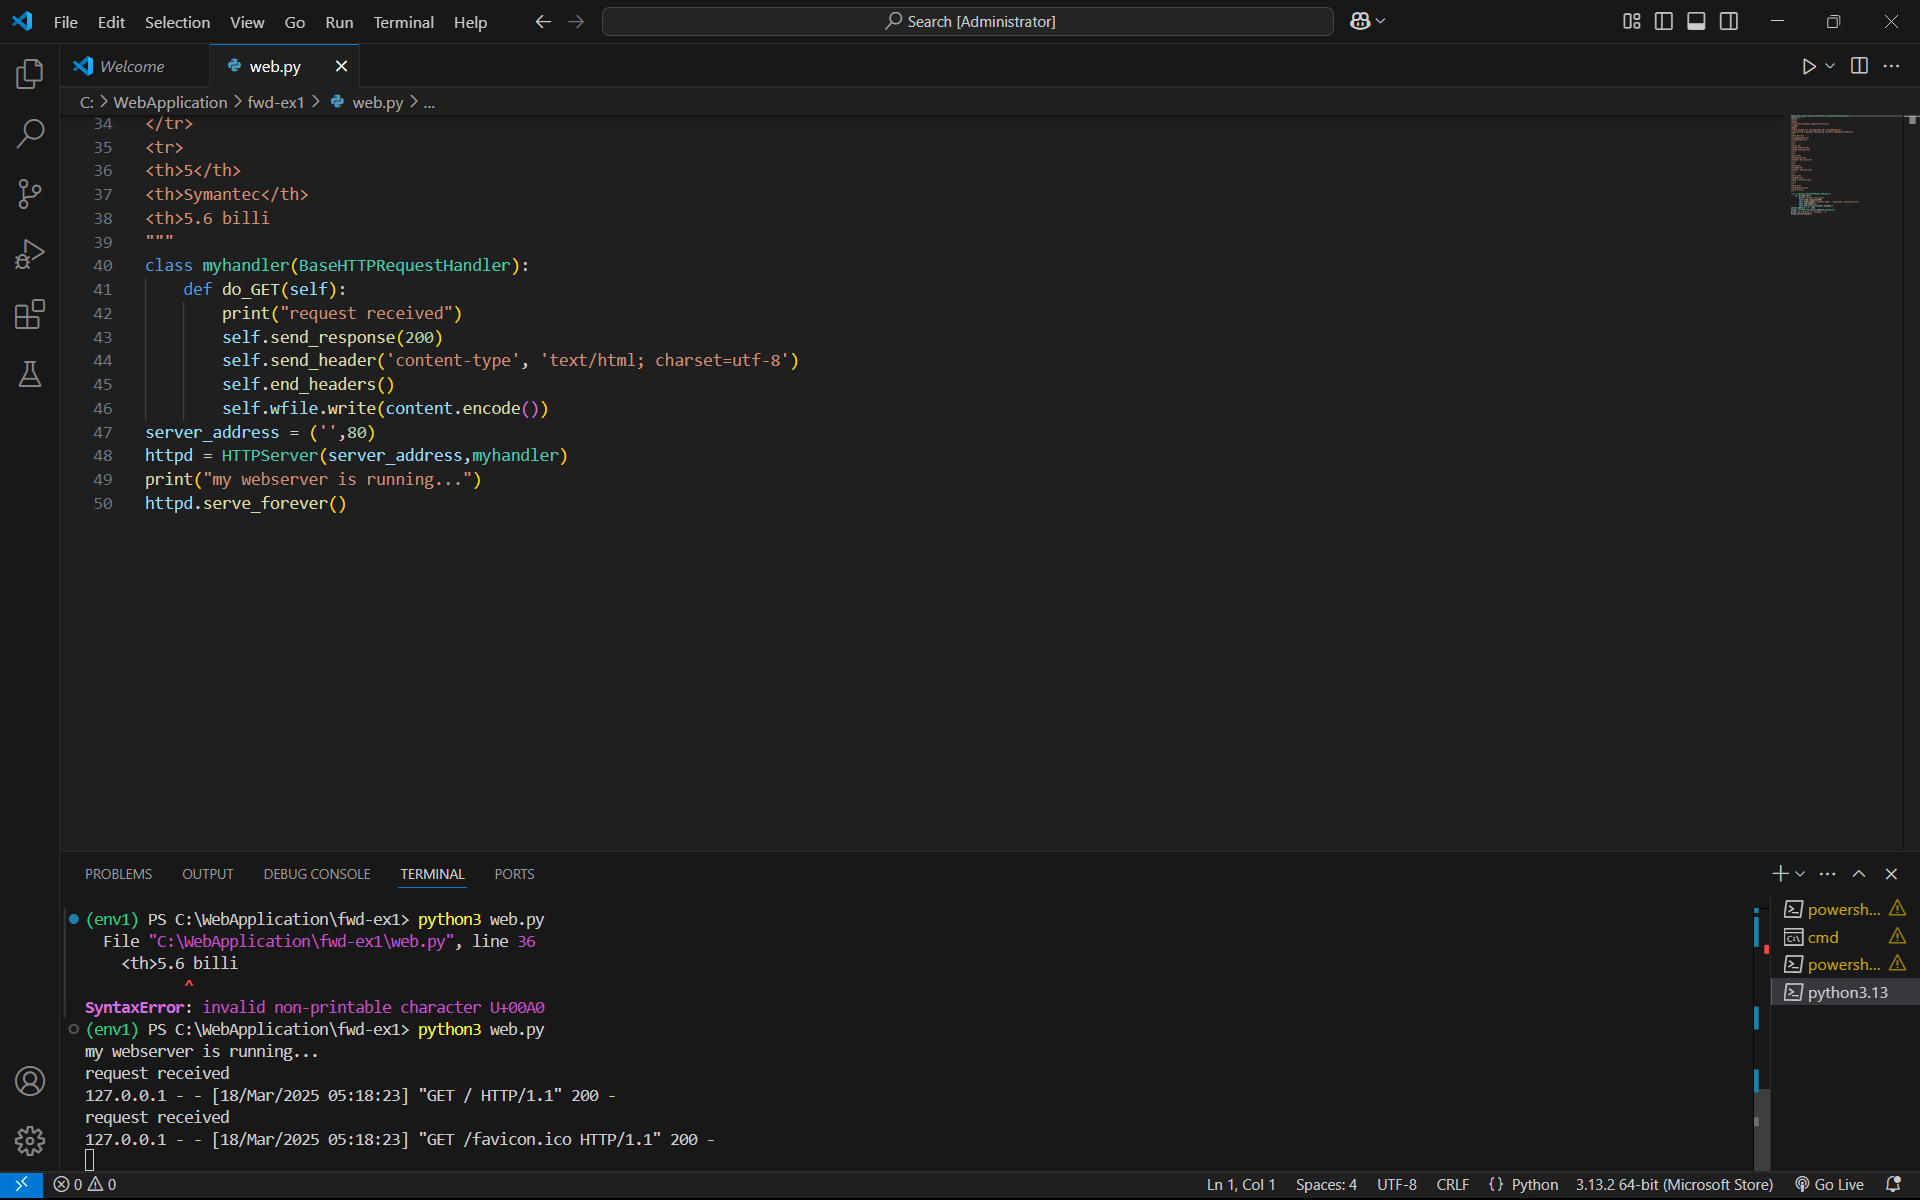 File Edit Selection View Go Run Terminal Help
Search [Administrator]
Welcome
web.py
C: > WebApplication > fwd-ex1 > web.py > ...
34 </tr>
35 <tr>
36 <th>5</th>
37 <th>Symantec</th>
38 <th>5.6 billi
39 """
40 class myhandler(BaseHTTPRequestHandler):
41     def do_GET(self):
42         print("request received")
43         self.send_response(200)
44         self.send_header('content-type', 'text/html; charset=utf-8')
45         self.end_headers()
46         self.wfile.write(content.encode())
47 server_address = ('',80)
48 httpd = HTTPServer(server_address,myhandler)
49 print("my webserver is running...")
50 httpd.serve_forever()
PROBLEMS OUTPUT DEBUG CONSOLE TERMINAL PORTS
(env1) PS C:\WebApplication\fwd-ex1> python3 web.py
  File "C:\WebApplication\fwd-ex1\web.py", line 36
    <th>5.6 billi
           ^
SyntaxError: invalid non-printable character U+00A0
(env1) PS C:\WebApplication\fwd-ex1> python3 web.py
my webserver is running...
request received
127.0.0.1 - - [18/Mar/2025 05:18:23] "GET / HTTP/1.1" 200 -
request received
127.0.0.1 - - [18/Mar/2025 05:18:23] "GET /favicon.ico HTTP/1.1" 200 -
powersh...
cmd
powersh...
python3.13
0 0
Ln 1, Col 1 Spaces: 4 UTF-8 CRLF {} Python 3.13.2 64-bit (Microsoft Store) Go Live